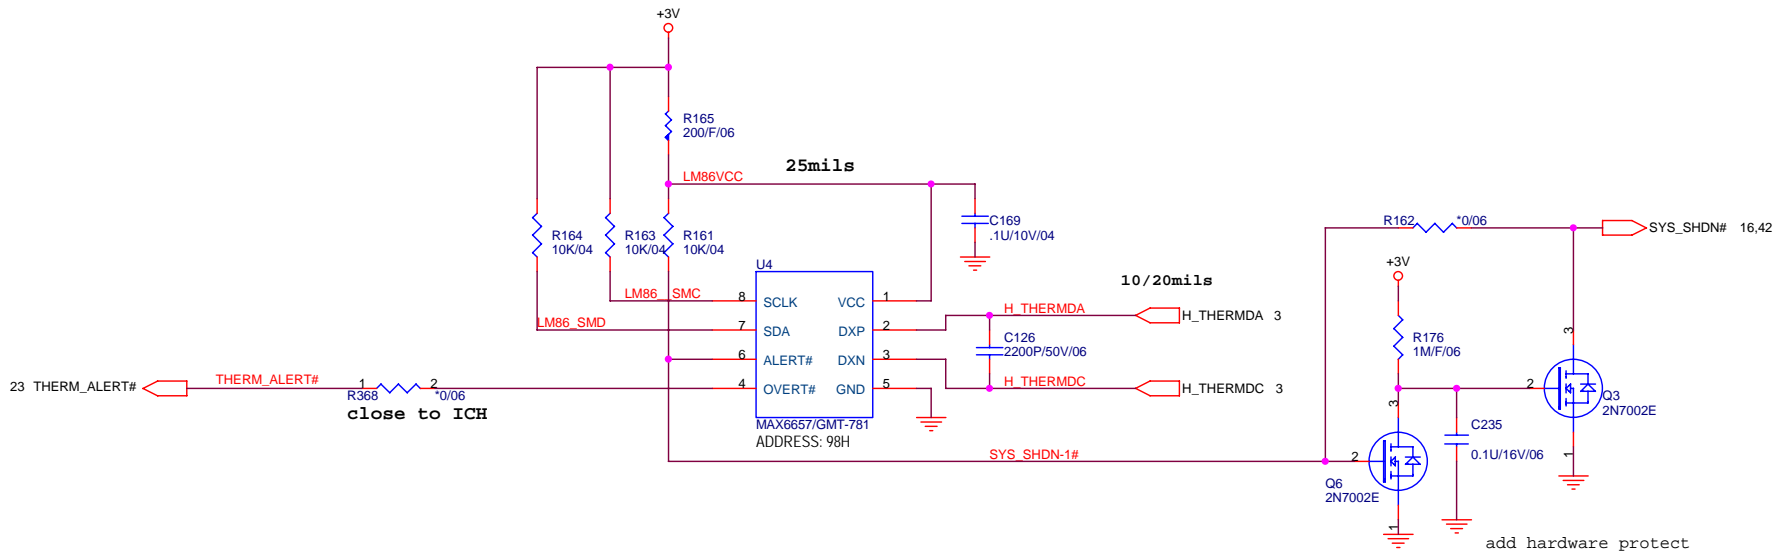 +3V
R165
200/F/06
25mils
LM86VCC
C169
.1U/10V/04
R164
10K/04
R163
10K/04
R161
10K/04
R162
*0/06
SYS_SHDN# 16,42
U4
+3V
10/20mils
LM86__SMC
8
SCLK
VCC
1
H_THERMDA
H_THERMDA 3
LM86_SMD
7
SDA
DXP
2
C126
2200P/50V/06
R176
1M/F/06
3
6
ALERT#
DXN
3
23 THERM_ALERT#
THERM_ALERT#
1
2
R368
*0/06
close to ICH
4
OVERT#
GND
5
H_THERMDC
H_THERMDC 3
2
Q3
2N7002E
3
MAX6657/GMT-781
ADDRESS: 98H
C235
0.1U/16V/06
1
SYS_SHDN-1#
2
Q6
2N7002E
1
add hardware protect